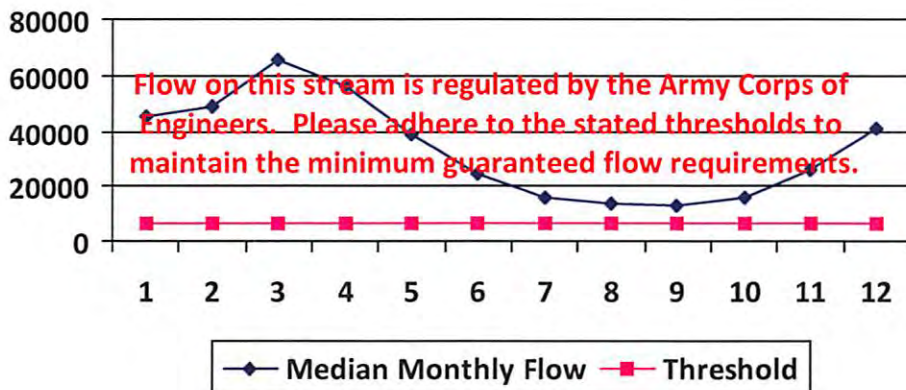 80000
60000
40000
20000
0
Flow on this stream is regulated by the Army Corps of
Engineers. Please adhere to the stated thresholds to
maintain the minimum guaranteed flow requirements.
1 2 3 4 5 6 7 8 9 10 11 12
Median Monthly Flow Threshold